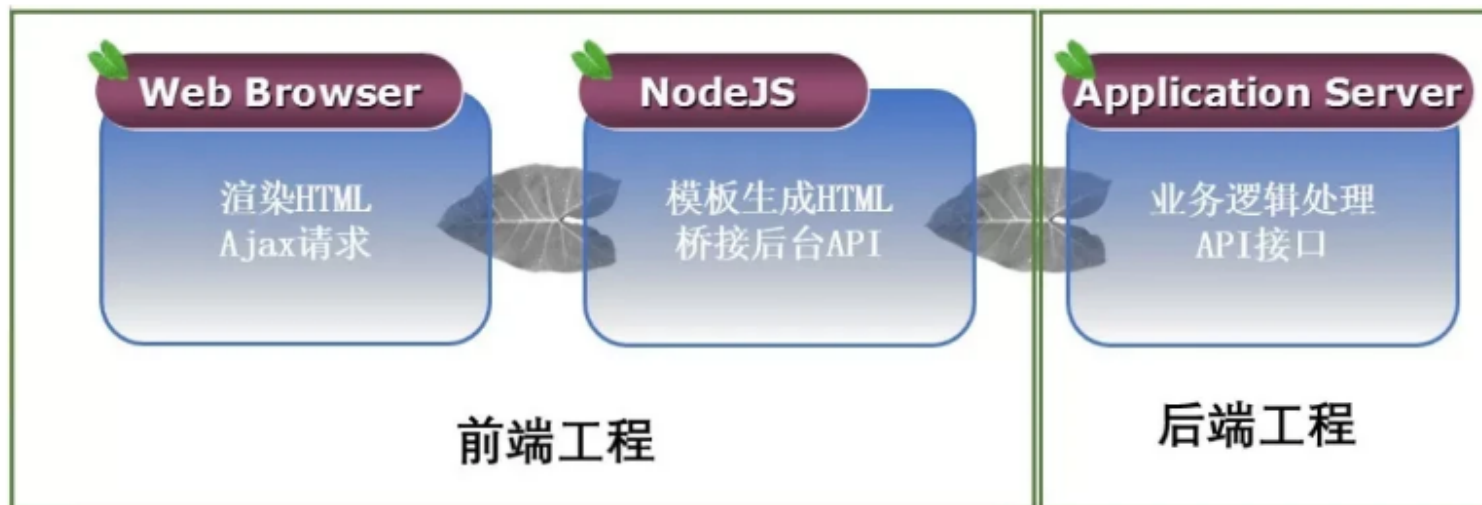 Web Browser
渲染HTML
Ajax请求
NodeJS
模板生成HTML
桥接后台API
前端工程
Application Server
业务逻辑处理
API接口
后端工程